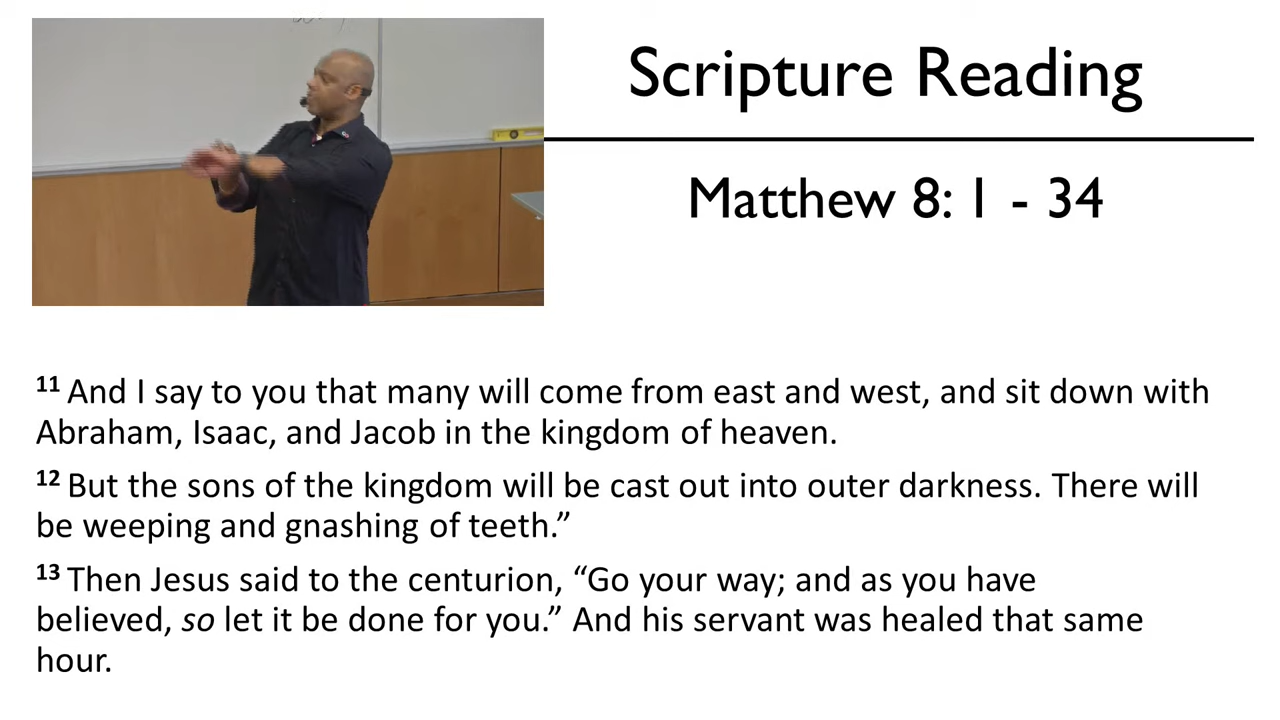 Scripture Reading
Matthew 8: 1 - 34
11 And I say to you that many will come from east and west, and sit down with
Abraham, Isaac, and Jacob in the kingdom of heaven.
12 But the sons of the kingdom will be cast out into outer darkness. There will
be weeping and gnashing of teeth.”
13 Then Jesus said to the centurion, “Go your way; and as you have
believed, so let it be done for you.” And his servant was healed that same
hour.